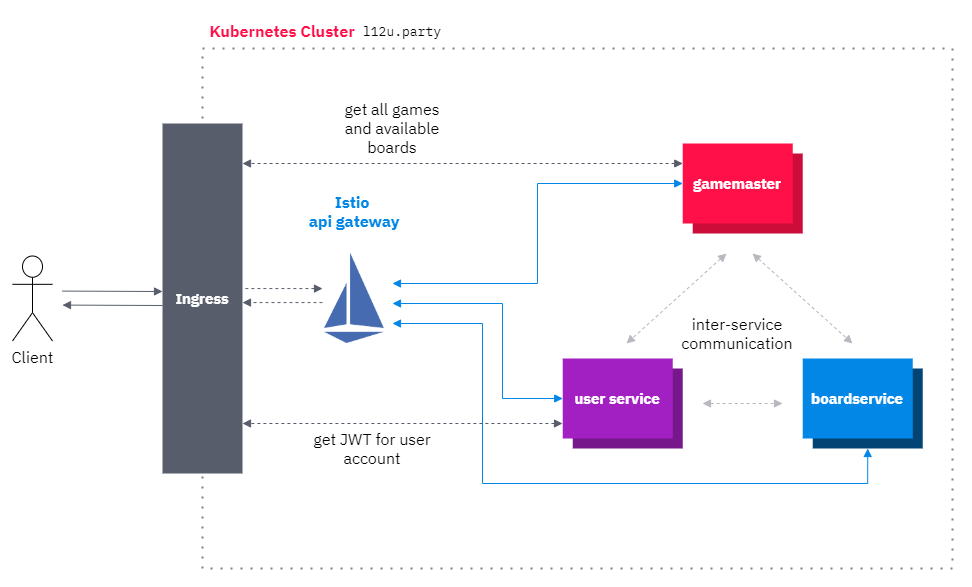 Kubernetes Cluster l12u.party
get all games
and available
boards
gamemaster
Istio
api gateway
Ingress
Client
inter-service
communication
user service
boardservice
get JWT for user
account